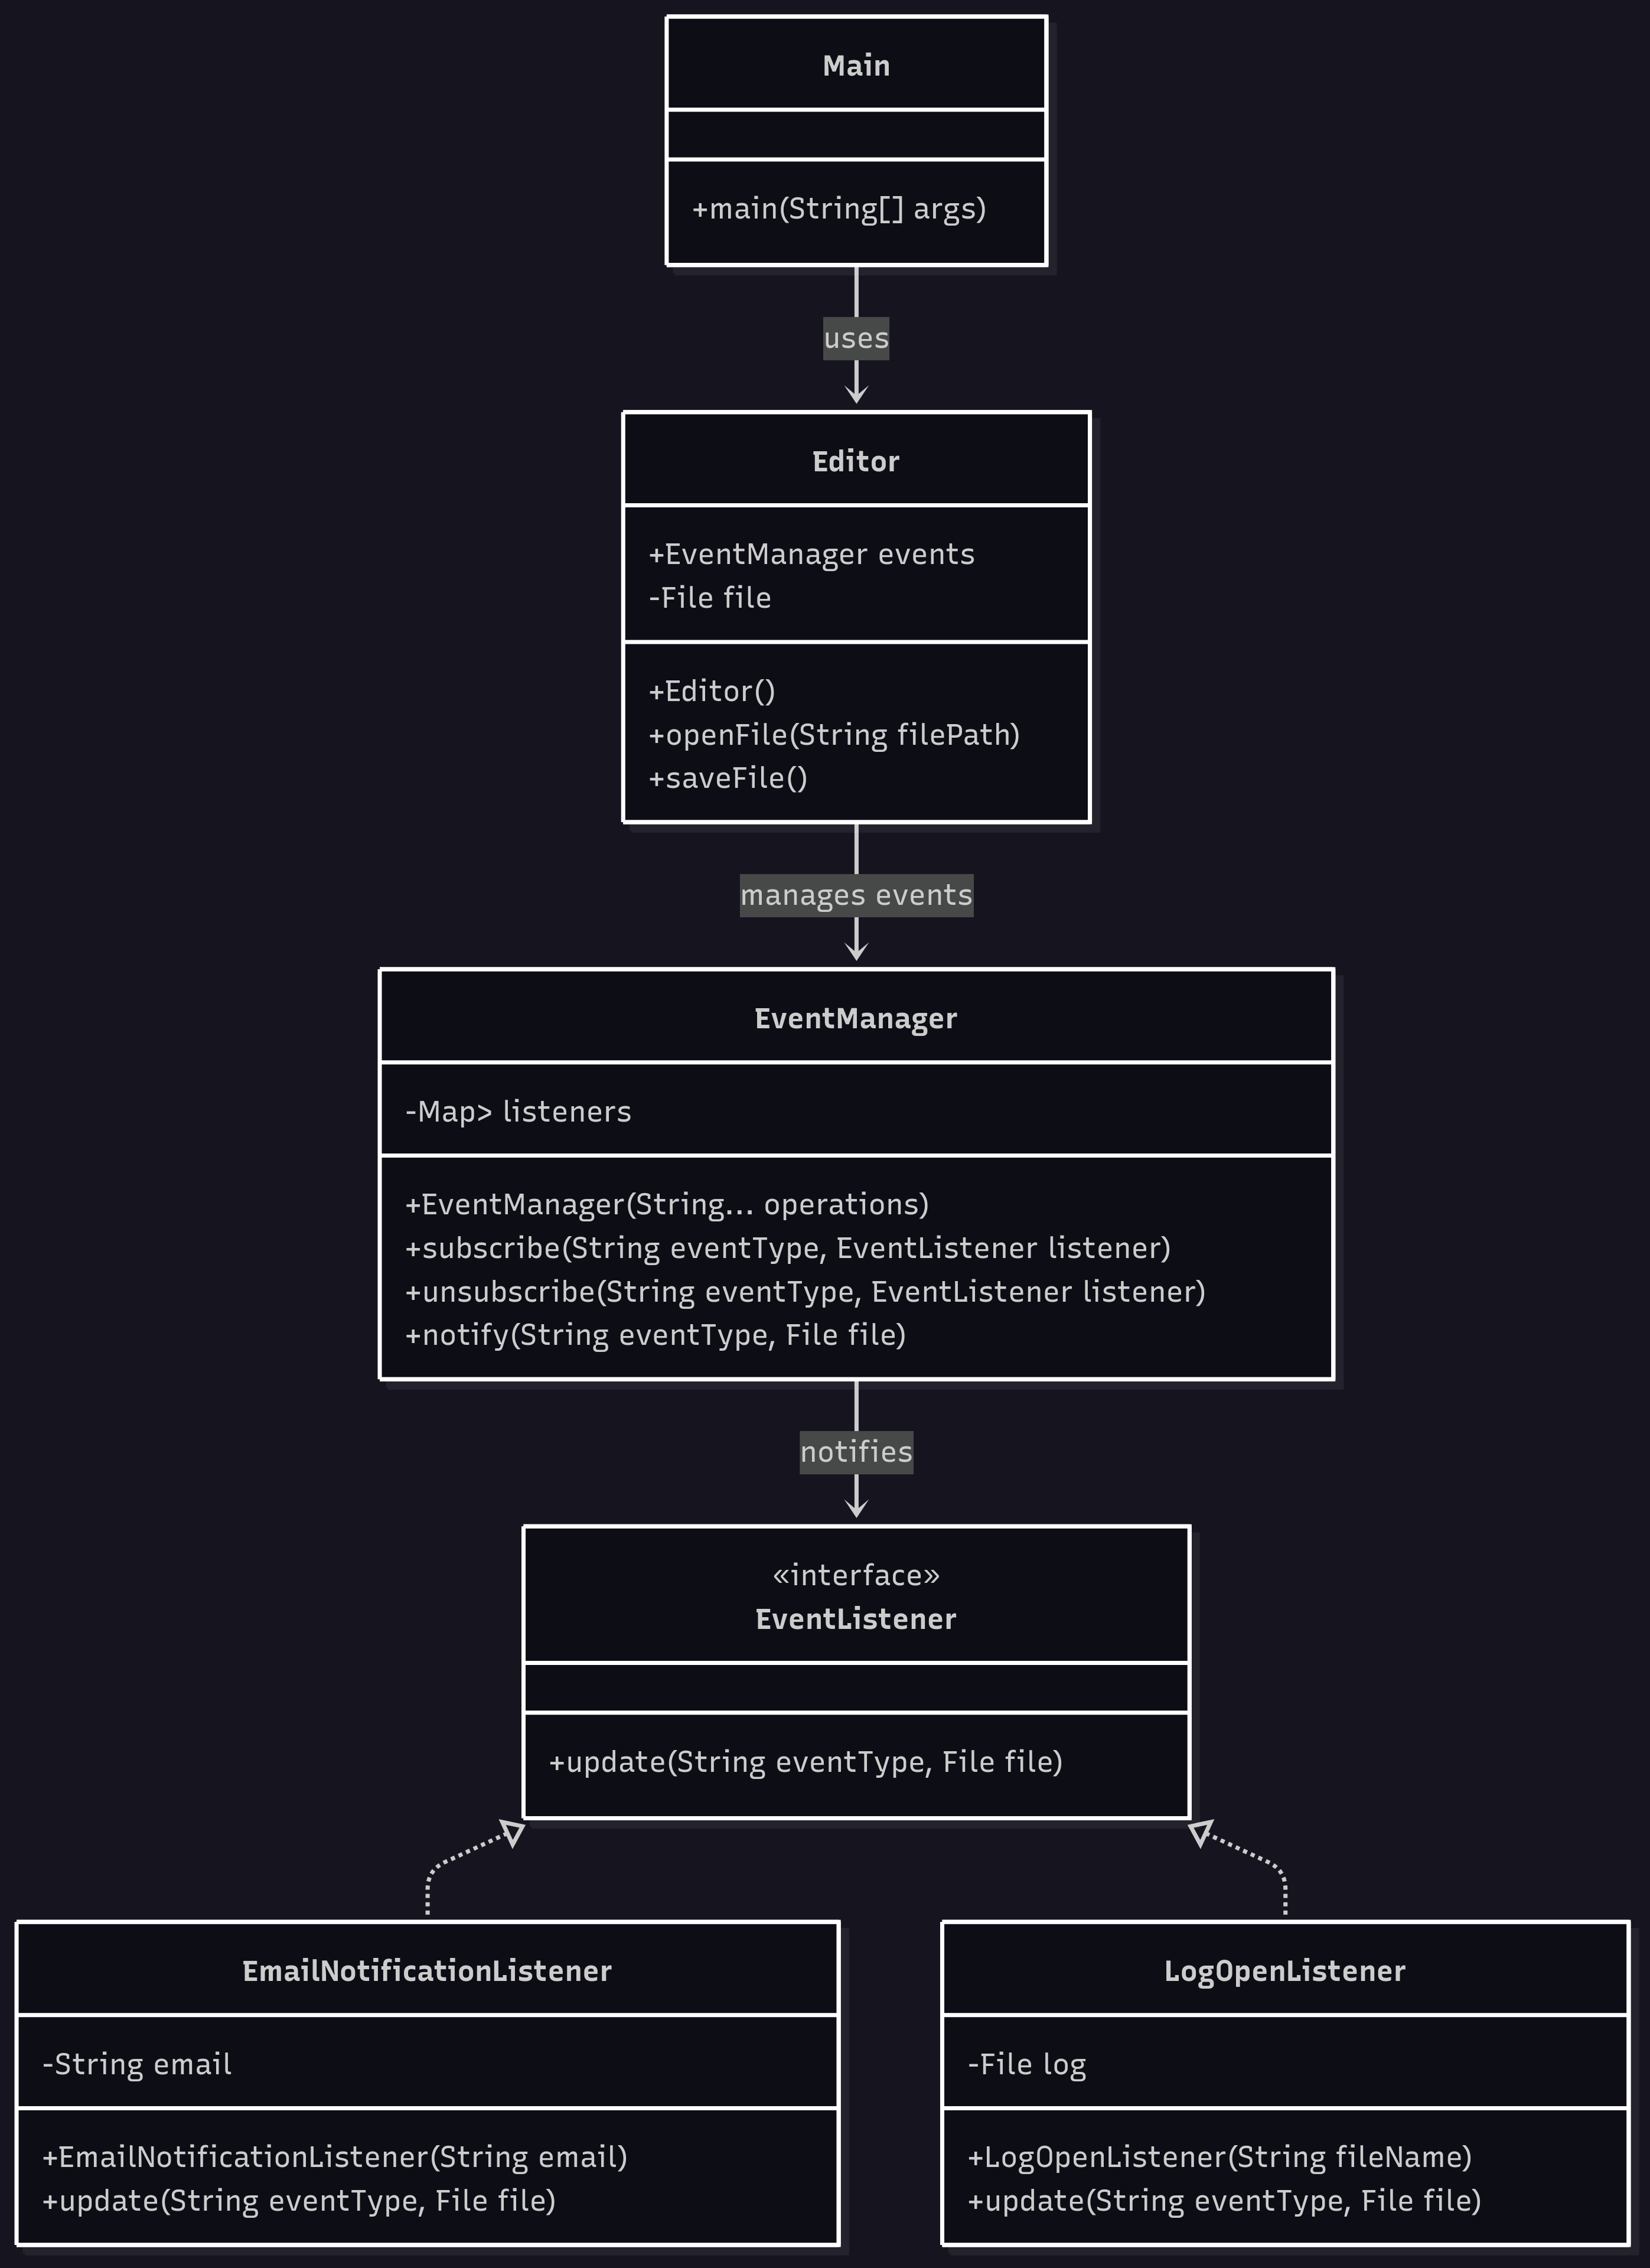 Main
+main(String[] args)
uses
Editor
+EventManager events
-File file
+Editor()
+openFile(String filePath)
+saveFile()
manages events
EventManager
-Map> listeners
+EventManager(String... operations)
+subscribe(String eventType, EventListener listener)
+unsubscribe(String eventType, EventListener listener)
+notify(String eventType, File file)
notifies
«interface»
EventListener
+update(String eventType, File file)
EmailNotificationListener
-String email
+EmailNotificationListener(String email)
+update(String eventType, File file)
LogOpenListener
-File log
+LogOpenListener(String fileName)
+update(String eventType, File file)